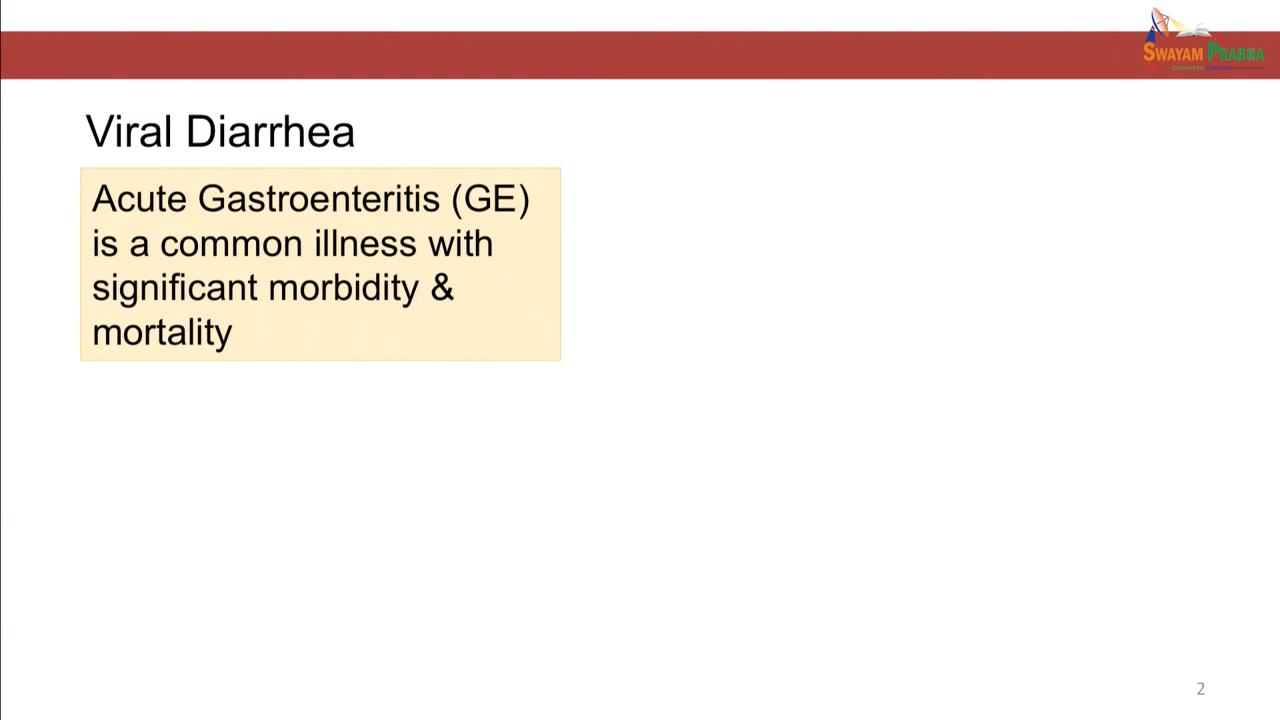 SWAYAM PRABHA
Viral Diarrhea
Acute Gastroenteritis (GE)
is a common illness with
significant morbidity &
mortality
2